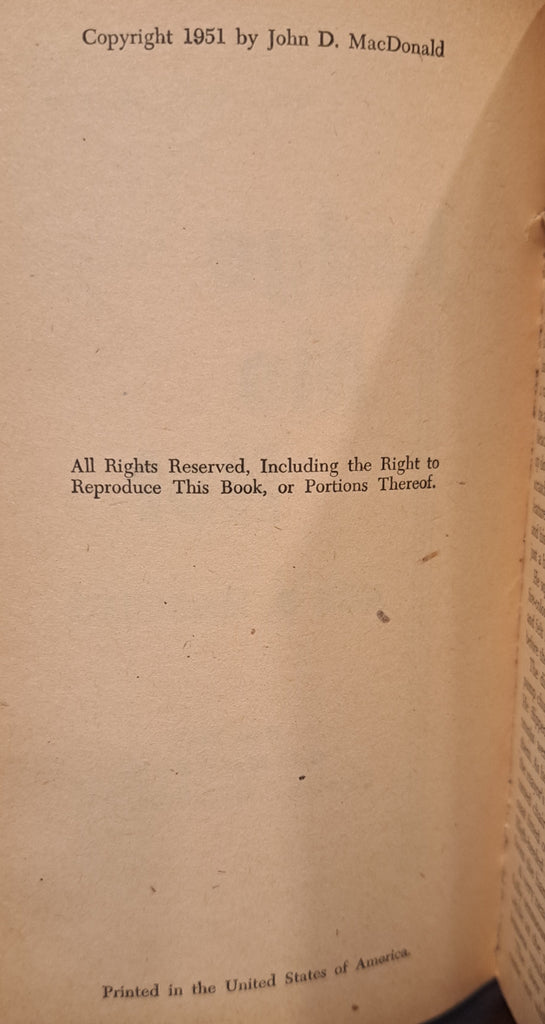 Copyright 1951 by John D. MacDonald
All Rights Reserved, Including the Right to
Reproduce This Book, or Portions Thereof.
Printed in the United States of America.